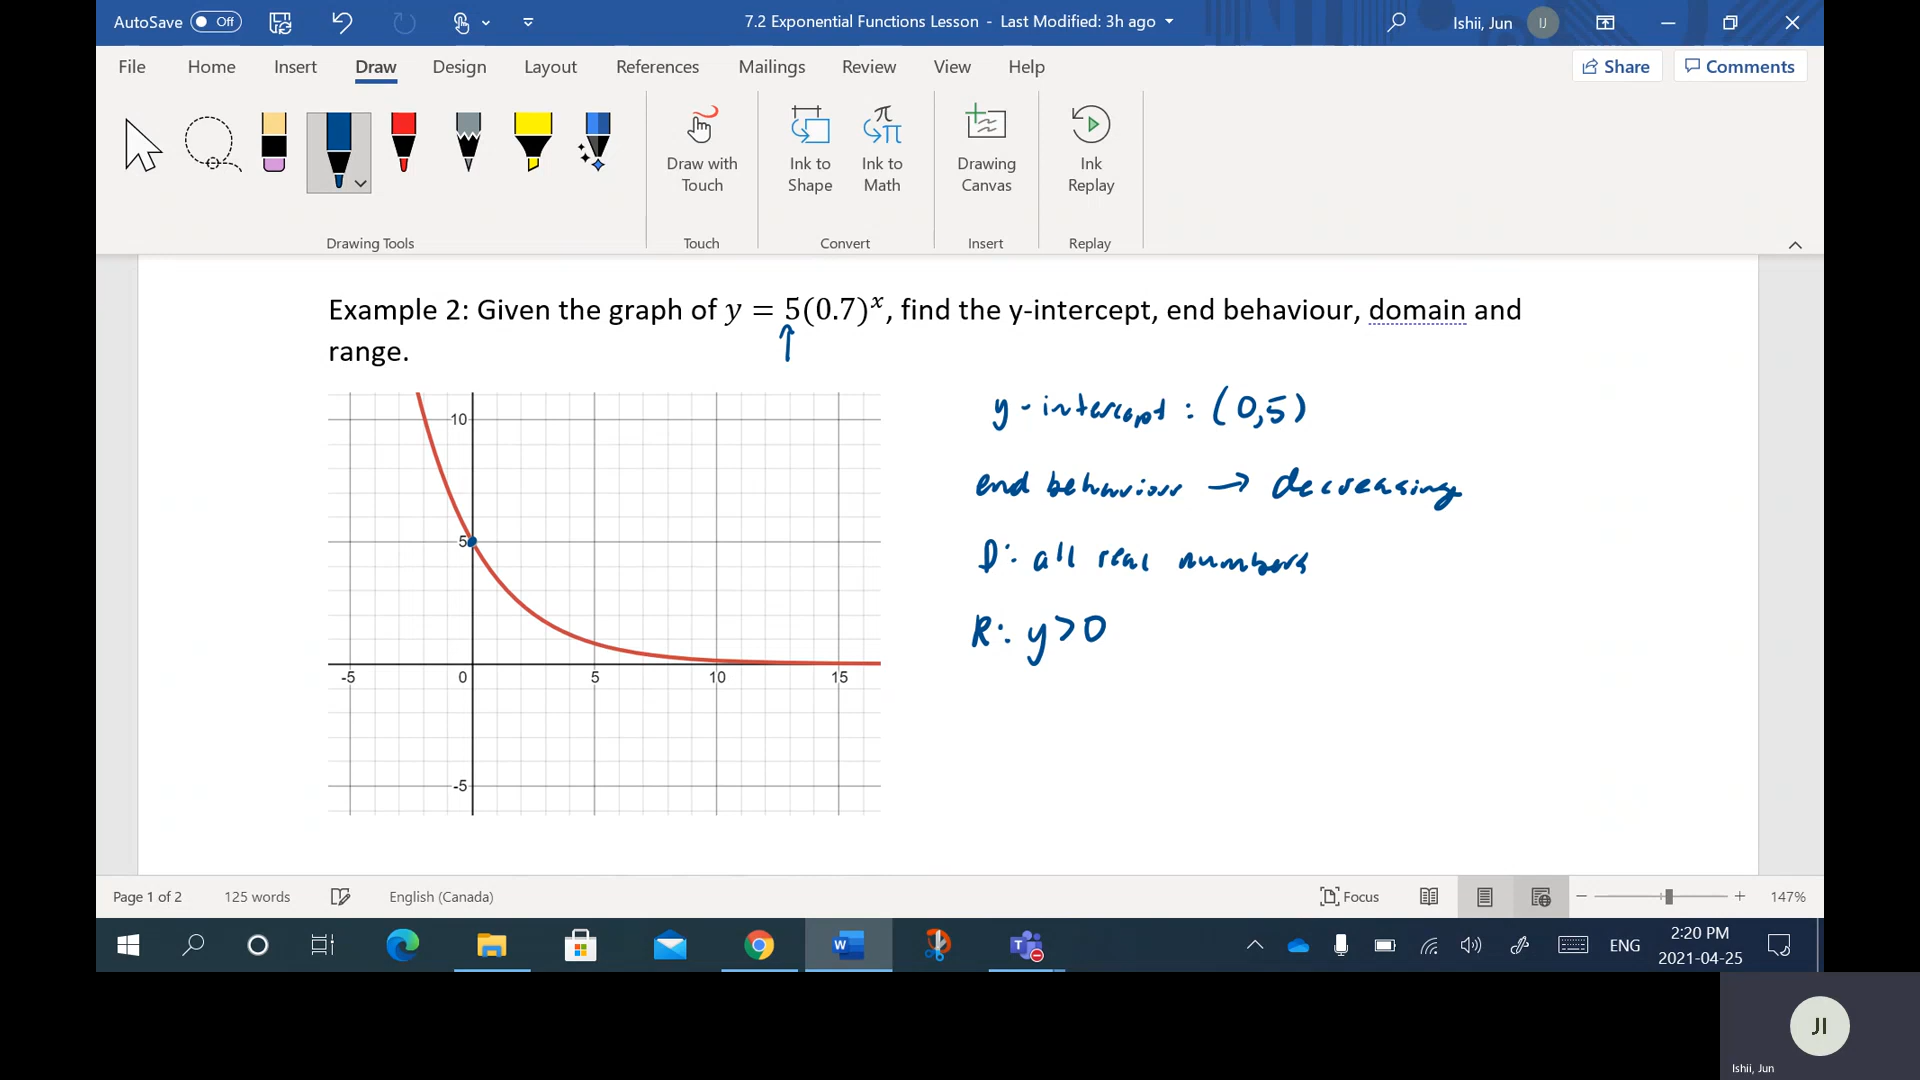 AutoSave Off 7.2 Exponential Functions Lesson - Last Modified: 3h ago Ishii, Jun IJ
File Home Insert Draw Design Layout References Mailings Review View Help Share Comments
Draw with Touch
Ink to Shape
Ink to Math
Drawing Canvas
Ink Replay
Drawing Tools Touch Convert Insert Replay
Example 2: Given the graph of y = 5(0.7)^x, find the y-intercept, end behaviour, domain and
range.
10
5
-5 0 5 10 15
-5
y-intercept : (0,5)
end behaviour → decreasing
D: all real numbers
R: y>0
Page 1 of 2 125 words English (Canada) Focus 147%
W T ENG 2:20 PM
2021-04-25
JI
Ishii, Jun